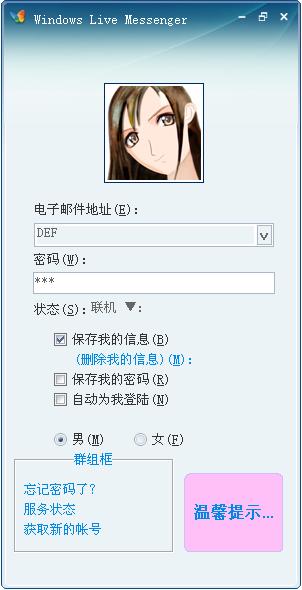 Windows Live Messenger
电子邮件地址(E)：
DEF
密码(W)：
***
状态(S)：联机 ▼：
保存我的信息(B)
(删除我的信息)(M)：
保存我的密码(R)
自动为我登陆(N)
男(M) 女(F)
群组框
忘记密码了?
服务状态
获取新的帐号
温馨提示...